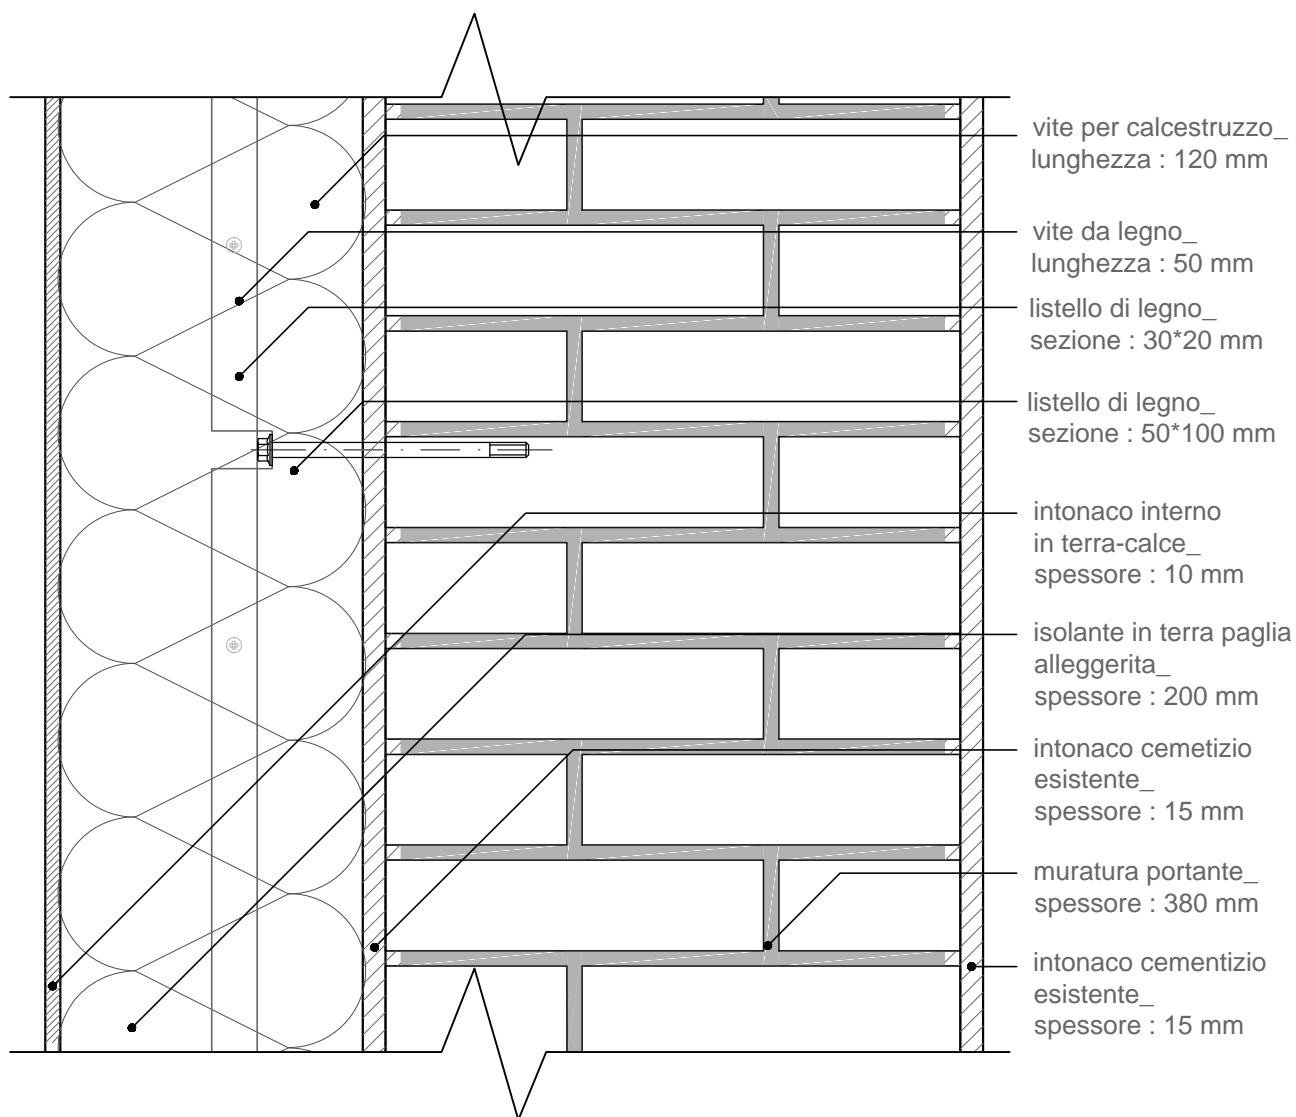 vite per calcestruzzo_
lunghezza : 120 mm
vite da legno_
lunghezza : 50 mm
listello di legno_
sezione : 30*20 mm
listello di legno_
sezione : 50*100 mm
intonaco interno
in terra-calce_
spessore : 10 mm
isolante in terra paglia
alleggerita_
spessore : 200 mm
intonaco cemetizio
esistente_
spessore : 15 mm
muratura portante_
spessore : 380 mm
intonaco cementizio
esistente_
spessore : 15 mm